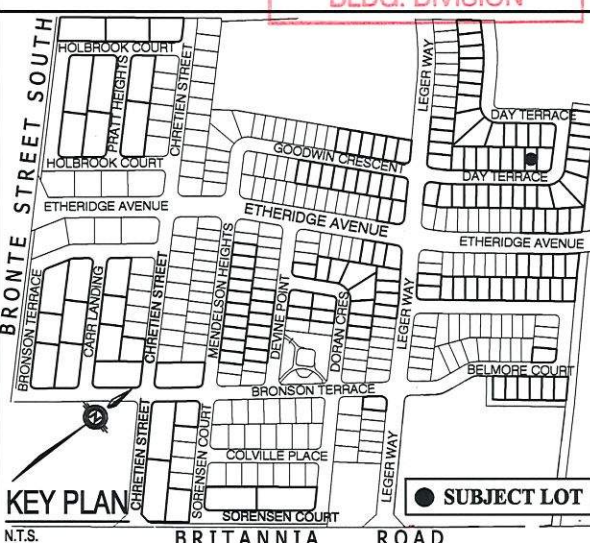 BLDG. DIVISION
HOLBROOK COURT
BRONTE STREET SOUTH
PRATT HEIGHTS
CHRETIEN STREET
LEGER WAY
DAY TERRACE
GOODWIN CRESCENT
HOLBROOK COURT
DAY TERRACE
ETHERIDGE AVENUE
ETHERIDGE AVENUE
ETHERIDGE AVENUE
BRONSON TERRACE
CARR LANDING
CHRETIEN STREET
MENDELSON HEIGHTS
DEVINE POINT
DORAN CRES.
LEGER WAY
BELMORE COURT
BRONSON TERRACE
N
CHRETIEN STREET
SORENSEN COURT
COLVILLE PLACE
LEGER WAY
KEY PLAN
SORENSEN COURT
SUBJECT LOT
N.T.S.
BRITANNIA ROAD